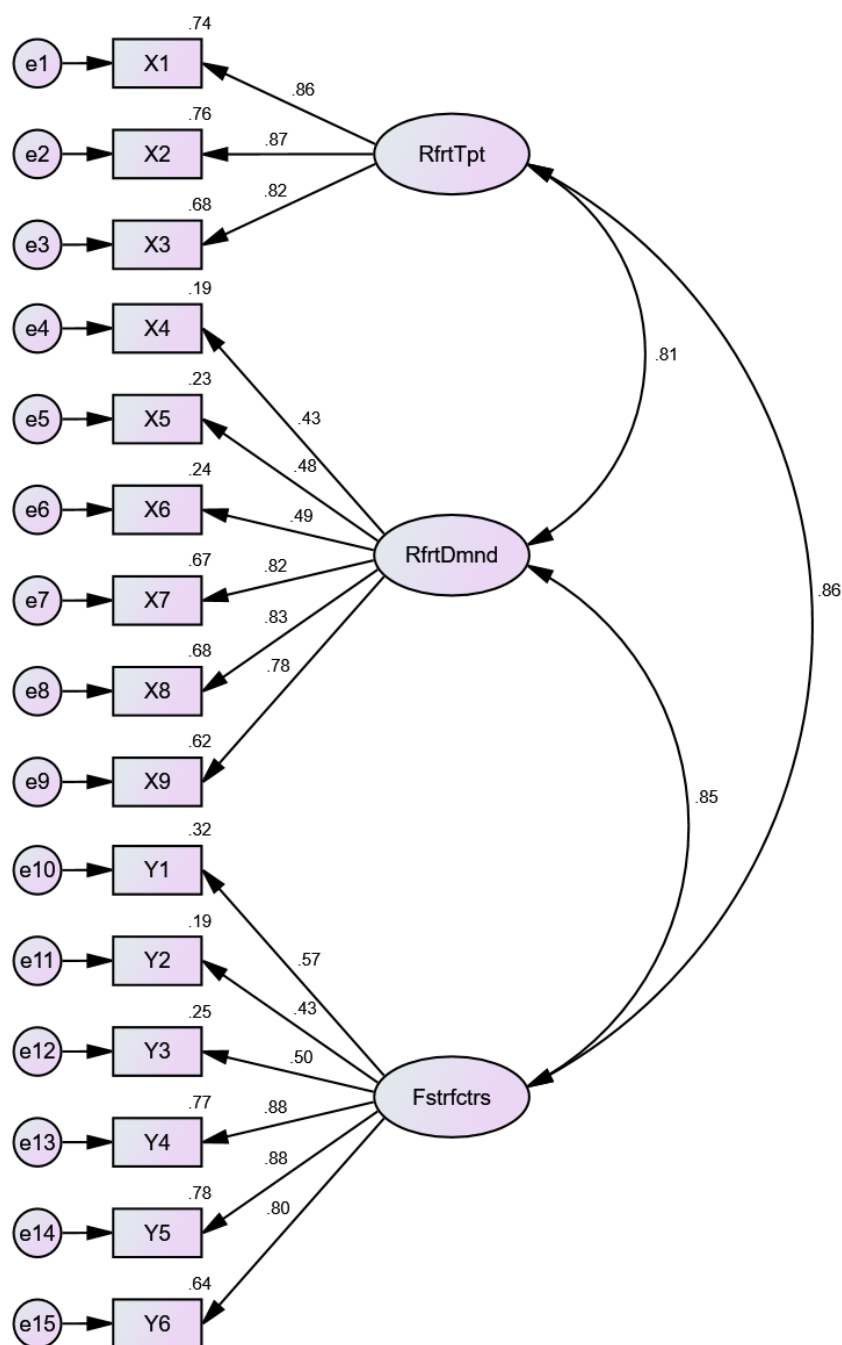 .74
e1
X1
.86
.76
e2
X2
.87
RfrtTpt
.82
.68
e3
X3
.19
e4
X4
.81
.23
e5
X5
.43
.48
.24
e6
X6
.49
RfrtDmnd
.67
e7
X7
.82
.86
.83
.68
e8
X8
.78
.62
e9
X9
.85
.32
e10
Y1
.19
e11
Y2
.57
.43
.25
e12
Y3
.50
Fstrfctrs
.77
e13
Y4
.88
.88
.78
e14
Y5
.80
.64
e15
Y6